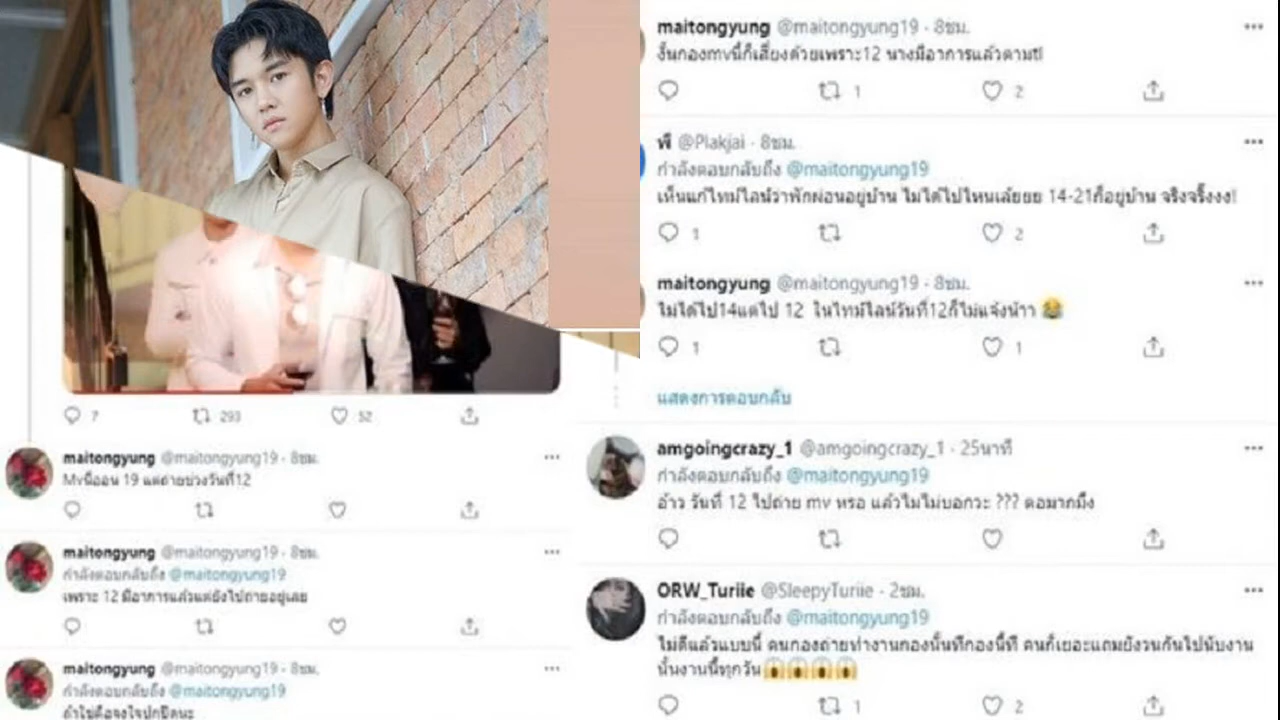 7 293 52
maitongyung @maitongyung19 · 8ชม.
Mvนี้ออน 19 แต่ถ่ายช่วงวันที่12
maitongyung @maitongyung19 · 8ชม.
กำลังตอบกลับถึง @maitongyung19
เพราะ 12 มีอาการแล้วแต่ยังไปถ่ายอยู่เลย
maitongyung @maitongyung19 · 8ชม.
กำลังตอบกลับถึง @maitongyung19
ถ้าใช่คือจงใจปกปิดนะ
maitongyung @maitongyung19 · 8ชม.
งั้นกองmvนี้ก็เสี่ยงด้วยเพราะ12 นางมีอาการแล้วตามtl
1 2
พี @Plakjai · 8ชม.
กำลังตอบกลับถึง @maitongyung19
เห็นแก้ไทม์ไลน์ว่าพักผ่อนอยู่บ้าน ไม่ได้ไปไหนเล้ยยย 14-21ก็อยู่บ้าน จริงจริ๊งงง!
1 2
maitongyung @maitongyung19 · 8ชม.
ไม่ได้ไป14แต่ไป 12 ในไทม์ไลน์วันที่12ก็ไม่แจ้งน้าา 😂
1 1
แสดงการตอบกลับ
amgoingcrazy_1 @amgoingcrazy_1 · 25นาที
กำลังตอบกลับถึง @maitongyung19
อ้าว วันที่ 12 ไปถ่าย mv หรอ แล้วไมไม่บอกวะ ??? ตอมากมึง
ORW_Turiie @SleepyTuriie · 2ชม.
กำลังตอบกลับถึง @maitongyung19
ไม่ดีแล้วแบบนี้ คนกองถ่ายทำงานกองนั้นทีกองนี้ที คนก็เยอะแถมยังวนกันไปนับงาน
นั้นงานนี้ทุกวัน😱😱😱😱
1 2